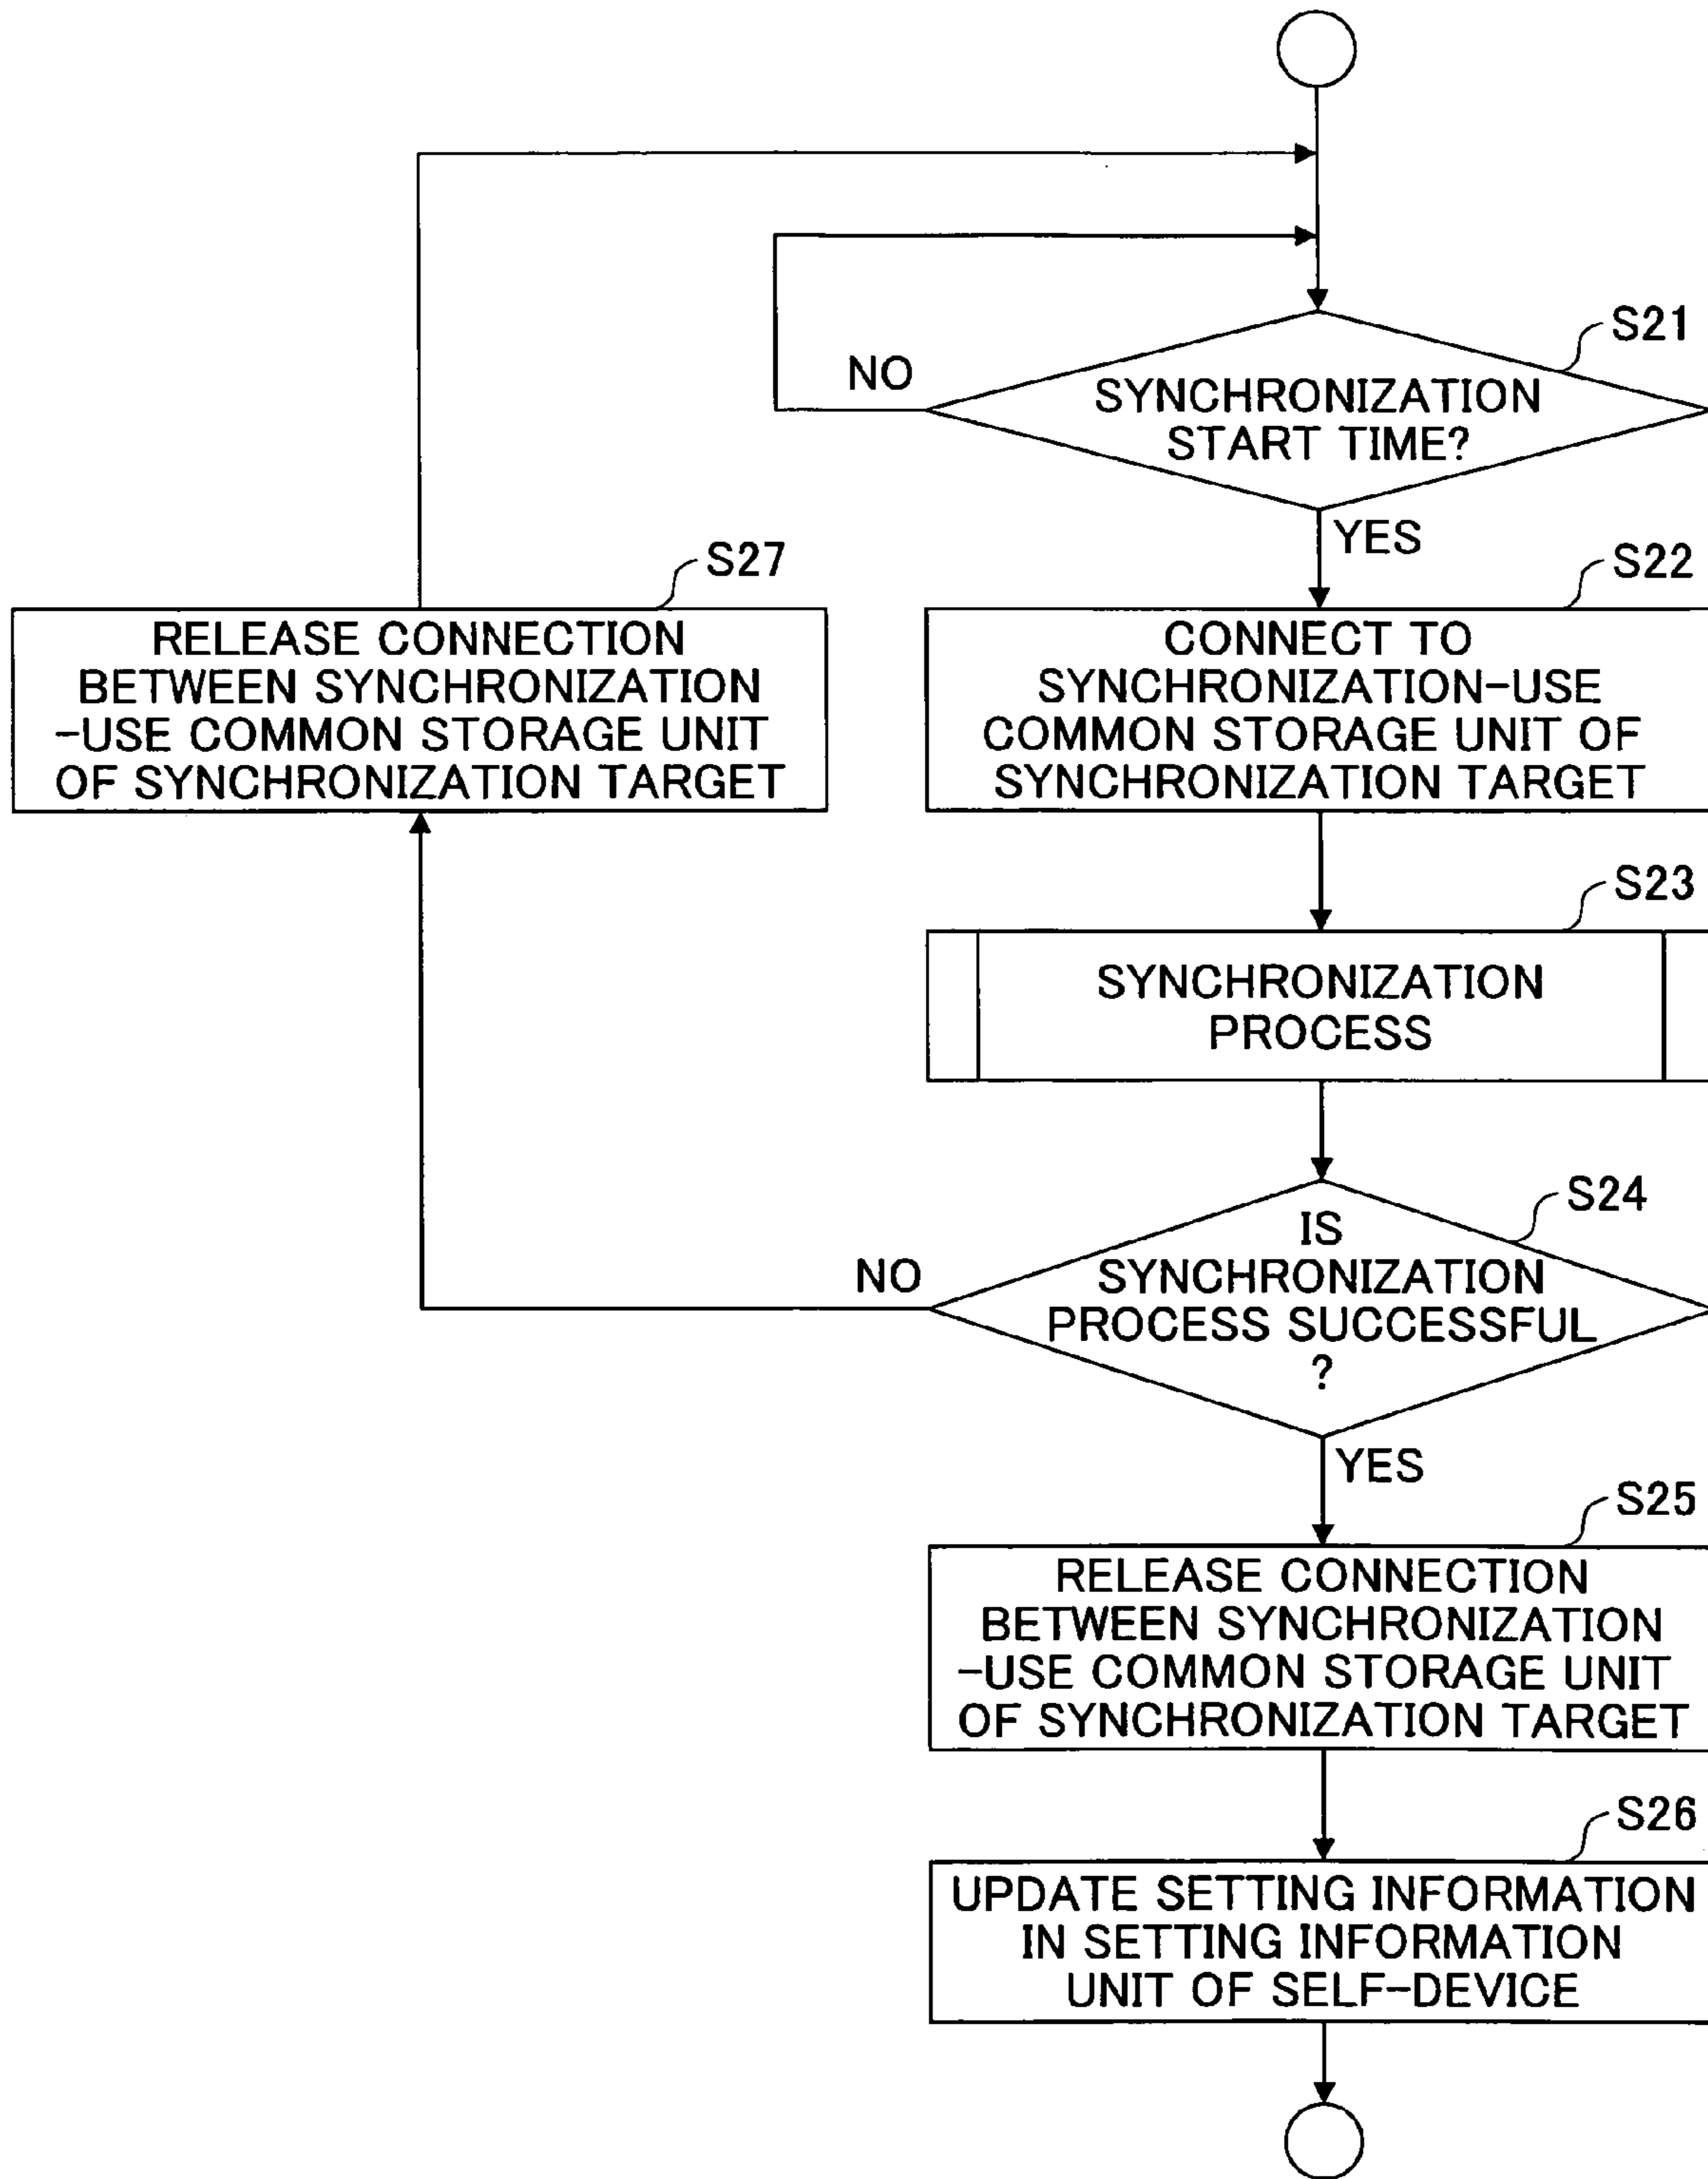 S21
NO
SYNCHRONIZATION
START TIME?
YES
S27
RELEASE CONNECTION
BETWEEN SYNCHRONIZATION
-USE COMMON STORAGE UNIT
OF SYNCHRONIZATION TARGET
S22
CONNECT TO
SYNCHRONIZATION-USE
COMMON STORAGE UNIT OF
SYNCHRONIZATION TARGET
S23
SYNCHRONIZATION
PROCESS
S24
NO
IS
SYNCHRONIZATION
PROCESS SUCCESSFUL
?
YES
S25
RELEASE CONNECTION
BETWEEN SYNCHRONIZATION
-USE COMMON STORAGE UNIT
OF SYNCHRONIZATION TARGET
S26
UPDATE SETTING INFORMATION
IN SETTING INFORMATION
UNIT OF SELF-DEVICE